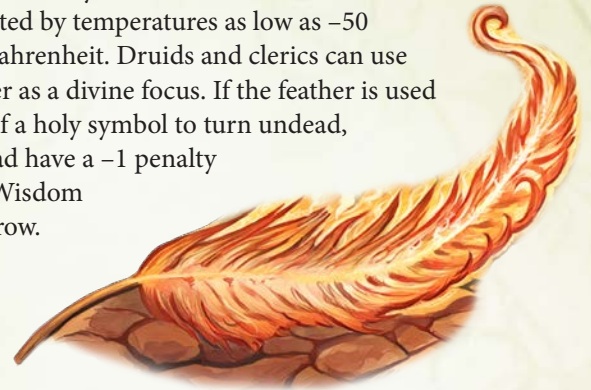 ted by temperatures as low as –50
ahrenheit. Druids and clerics can use
er as a divine focus. If the feather is used
f a holy symbol to turn undead,
ad have a –1 penalty
Wisdom
row.